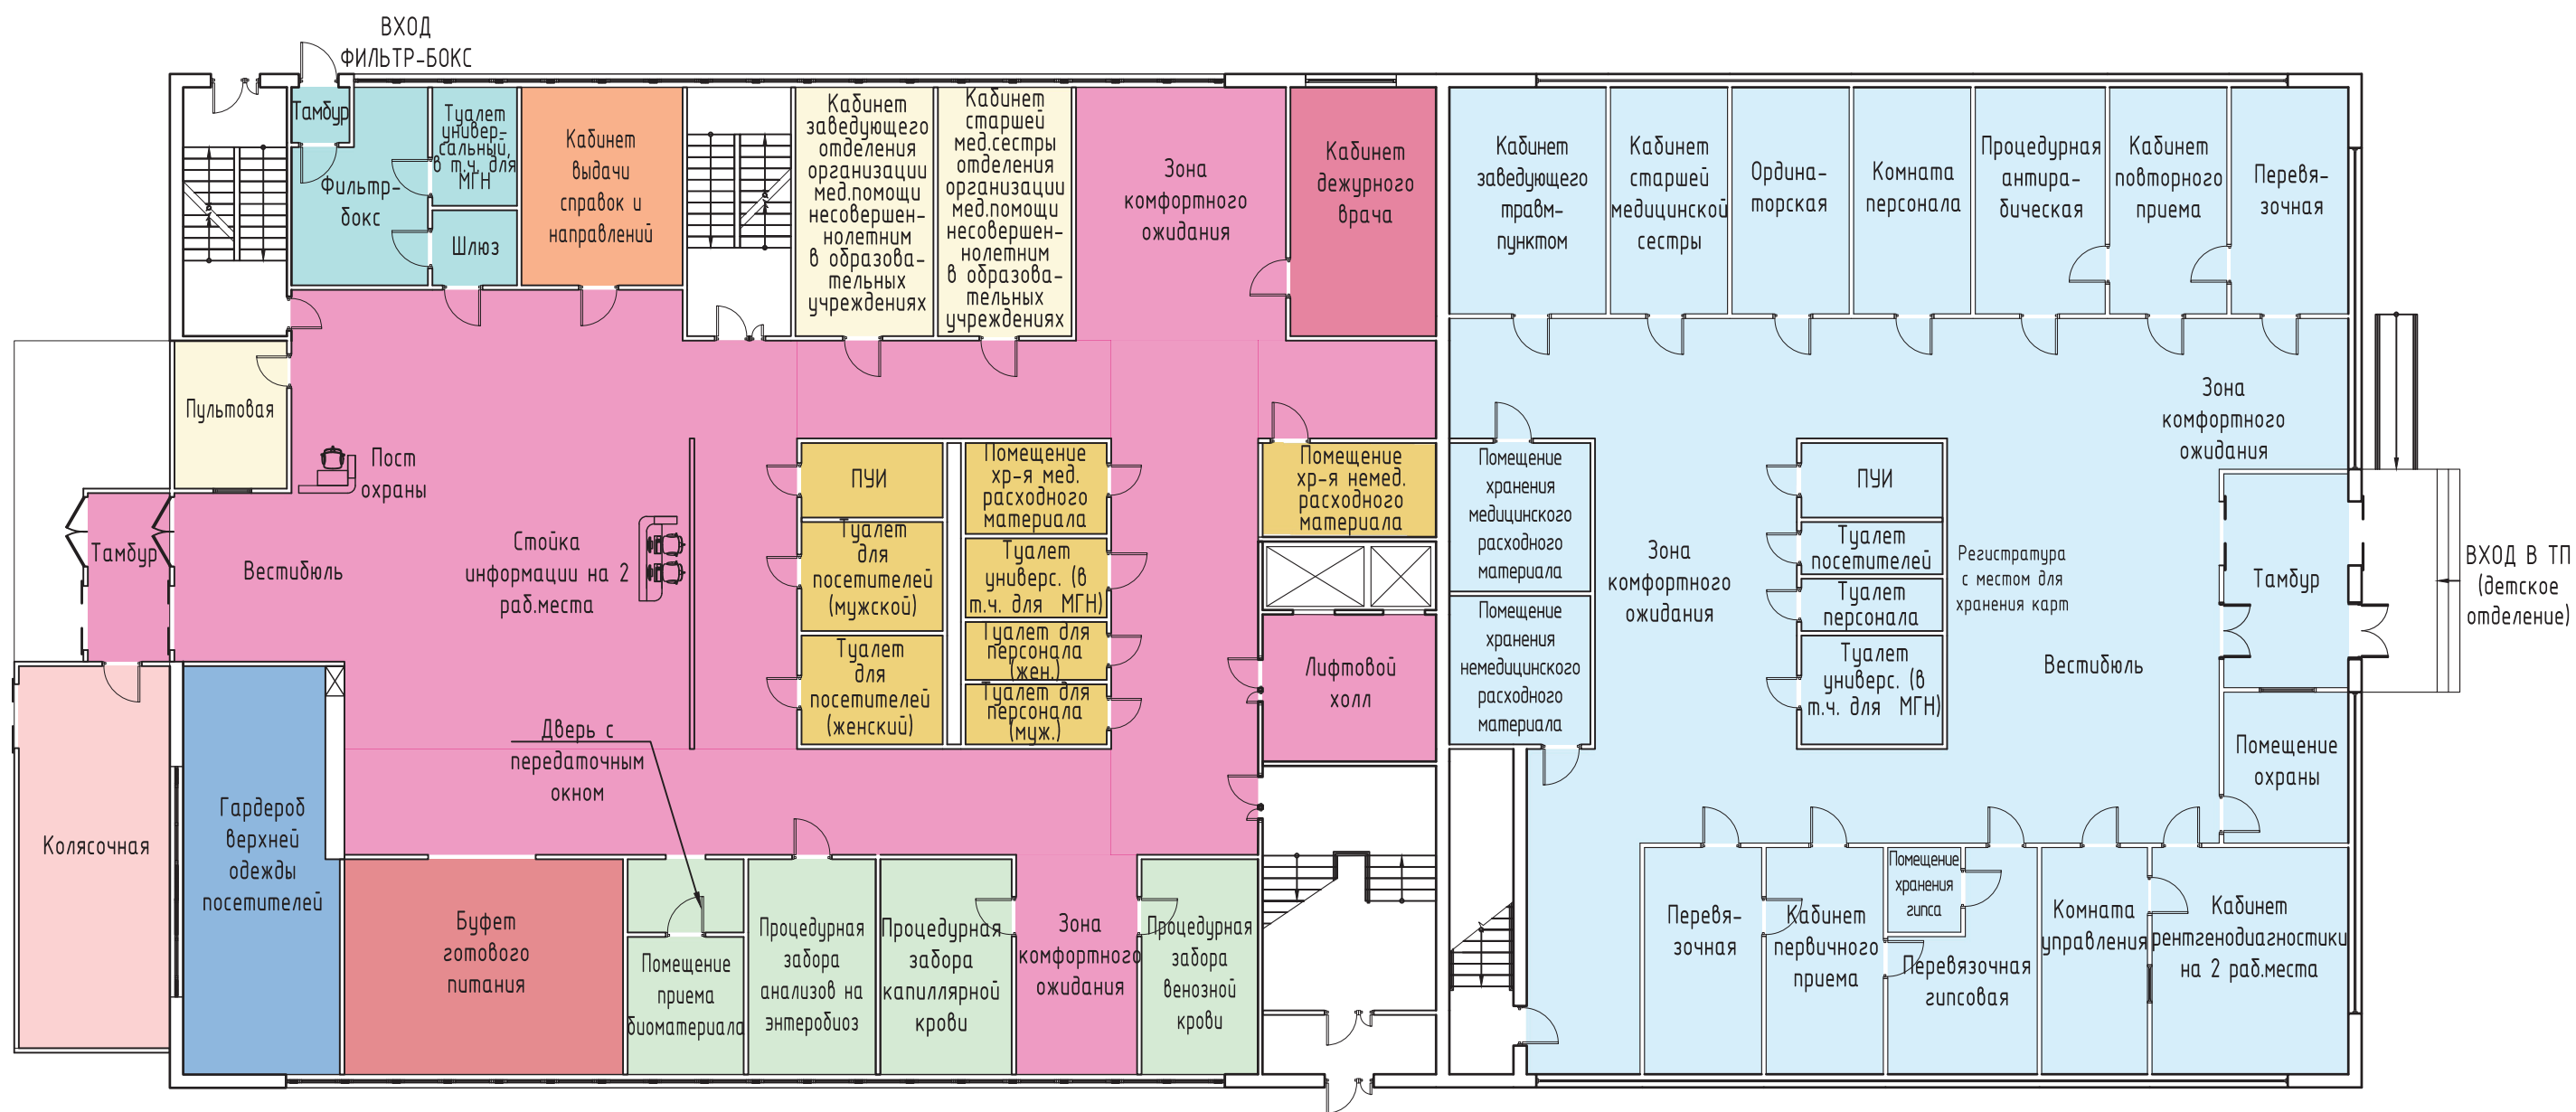 ВХОД
ФИЛЬТР-БОКС
Тамбур
Фильтр-
бокс
Туалет
универ-
сальный,
в т.ч. для
МГН
Шлюз
Кабинет
выдачи
справок и
направлений
Кабинет
заведующего
отделения
организации
мед.помощи
несовершен-
нолетним
в образова-
тельных
учреждениях
Кабинет
старшей
мед.сестры
отделения
организации
мед.помощи
несовершен-
нолетним
в образова-
тельных
учреждениях
Зона
комфортного
ожидания
Кабинет
дежурного
врача
Кабинет
заведующего
травм-
пунктом
Кабинет
старшей
медицинской
сестры
Ордина-
торская
Комната
персонала
Процедурная
антира-
бическая
Кабинет
повторного
приема
Перевя-
зочная
Пультовая
Пост
охраны
Тамбур
Вестибюль
Стойка
информации на 2
раб.места
ПУИ
Туалет
для
посетителей
(мужской)
Туалет
для
посетителей
(женский)
Помещение
хр-я мед.
расходного
материала
Туалет
универс. (в
т.ч. для МГН)
Туалет для
персонала
(жен.)
Туалет для
персонала
(муж.)
Помещение
хр-я немед.
расходного
материала
Лифтовой
холл
Помещение
хранения
медицинского
расходного
материала
Помещение
хранения
немедицинского
расходного
материала
Зона
комфортного
ожидания
ПУИ
Туалет
посетителей
Туалет
персонала
Туалет
универс. (в
т.ч. для МГН)
Регистратура
с местом для
хранения карт
Зона
комфортного
ожидания
Вестибюль
Тамбур
ВХОД В ТП
(детское
отделение)
Помещение
охраны
Колясочная
Гардероб
верхней
одежды
посетителей
Дверь с
передаточным
окном
Буфет
готового
питания
Помещение
приема
биоматериала
Процедурная
забора
анализов на
энтеробиоз
Процедурная
забора
капиллярной
крови
Зона
комфортного
ожидания
Процедурная
забора
венозной
крови
Перевя-
зочная
Кабинет
первичного
приема
Помещение
хранения
гипса
Перевязочная
гипсовая
Комната
управления
Кабинет
рентгенодиагностики
на 2 раб.места